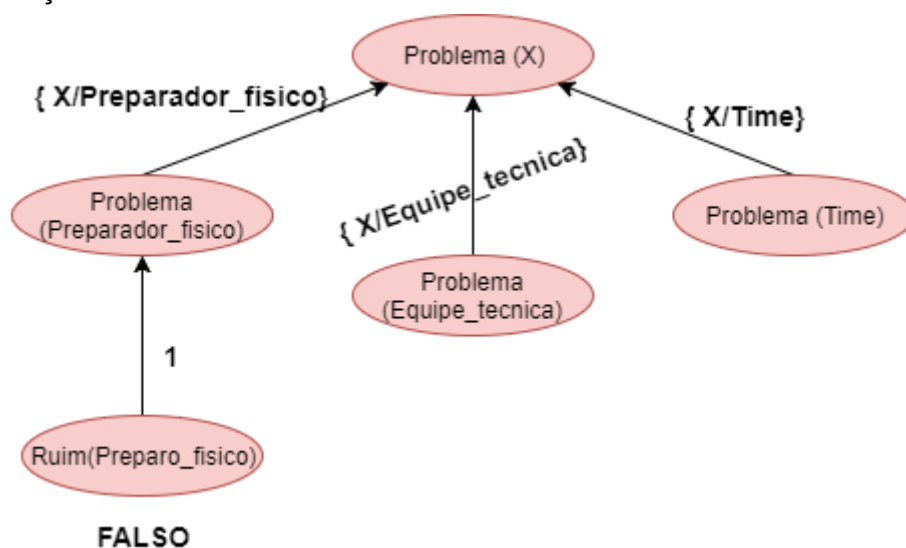 Problema (X)
{ X/Preparador_fisico}
{ X/Time}
{ X/Equipe_tecnica}
Problema
(Preparador_fisico)
Problema (Time)
Problema
(Equipe_tecnica)
1
Ruim(Preparo_fisico)
FALSO